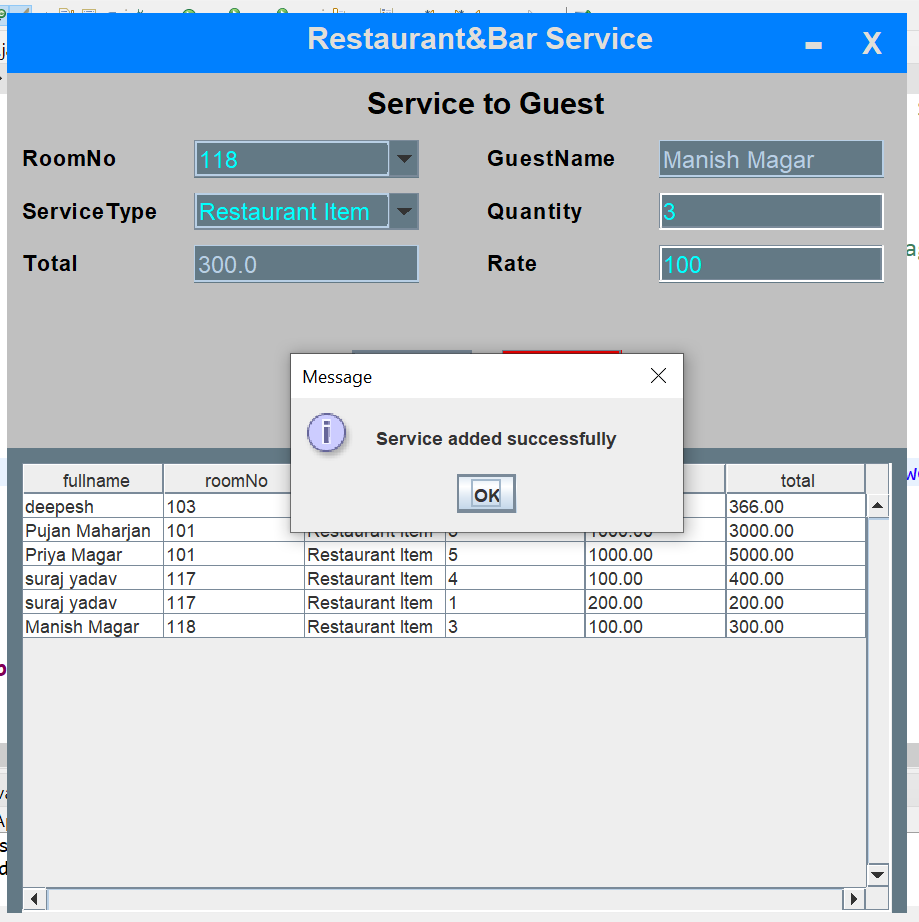 Restaurant&Bar Service - X
Service to Guest
RoomNo 118 GuestName Manish Magar
ServiceType Restaurant Item Quantity 3
Total 300.0 Rate 100
Message
Service added successfully
OK
fullname roomNo total
deepesh 103 366.00
Pujan Maharjan 101 Restaurant Item 1000.00 3000.00
Priya Magar 101 Restaurant Item 5 1000.00 5000.00
suraj yadav 117 Restaurant Item 4 100.00 400.00
suraj yadav 117 Restaurant Item 1 200.00 200.00
Manish Magar 118 Restaurant Item 3 100.00 300.00